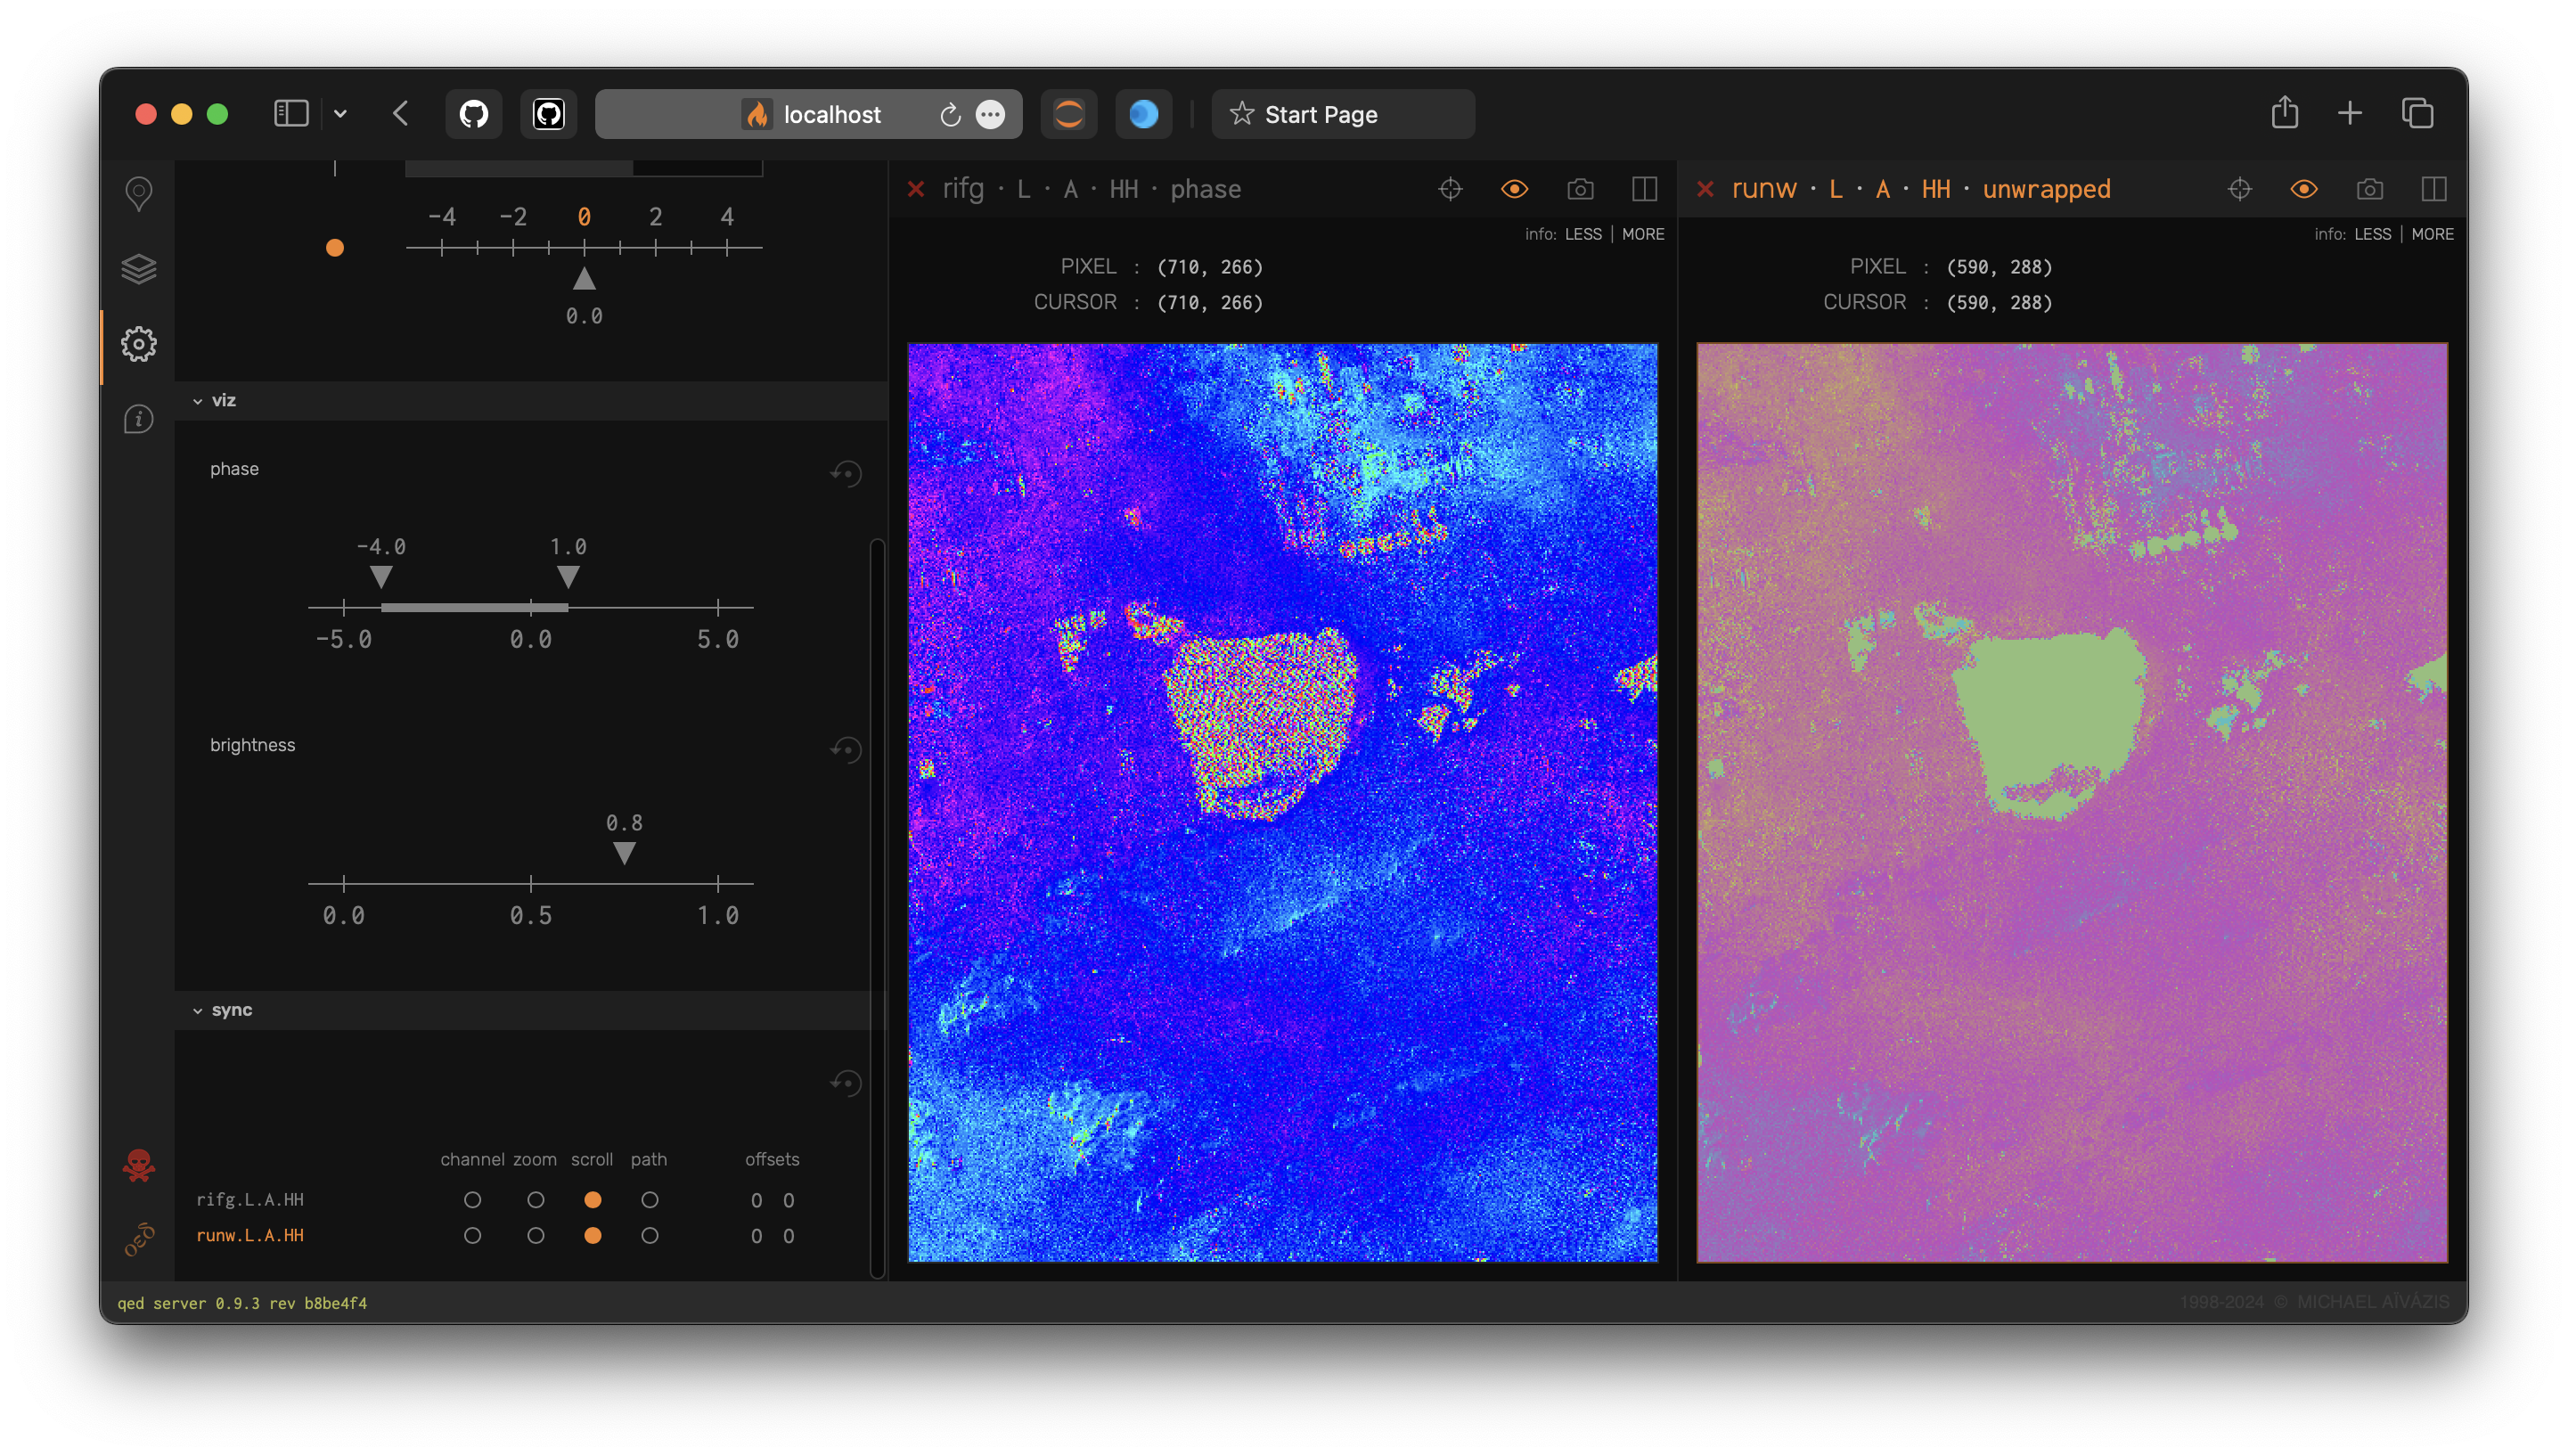 localhost
Start Page
-4 -2 0 2 4
0.0
viz
phase
-4.0 1.0
-5.0 0.0 5.0
brightness
0.8
0.0 0.5 1.0
sync
channel zoom scroll path offsets
rifg.L.A.HH 0 0
runw.L.A.HH 0 0
rifg · L · A · HH · phase
info: LESS | MORE
PIXEL : (710, 266)
CURSOR : (710, 266)
runw · L · A · HH · unwrapped
info: LESS | MORE
PIXEL : (590, 288)
CURSOR : (590, 288)
qed server 0.9.3 rev b8be4f4
1998-2024 © MICHAEL AÏVÁZIS